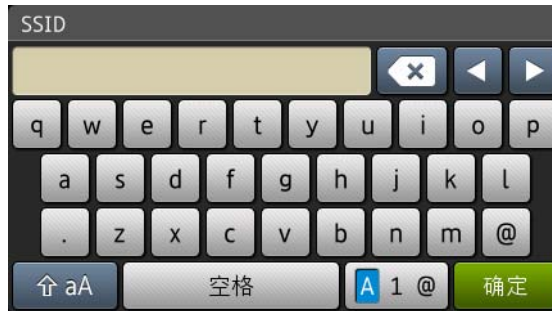 SSID
q w e r t y u i o p
a s d f g h j k l
. z x c v b n m @
aA 空格 A 1 @ 确定